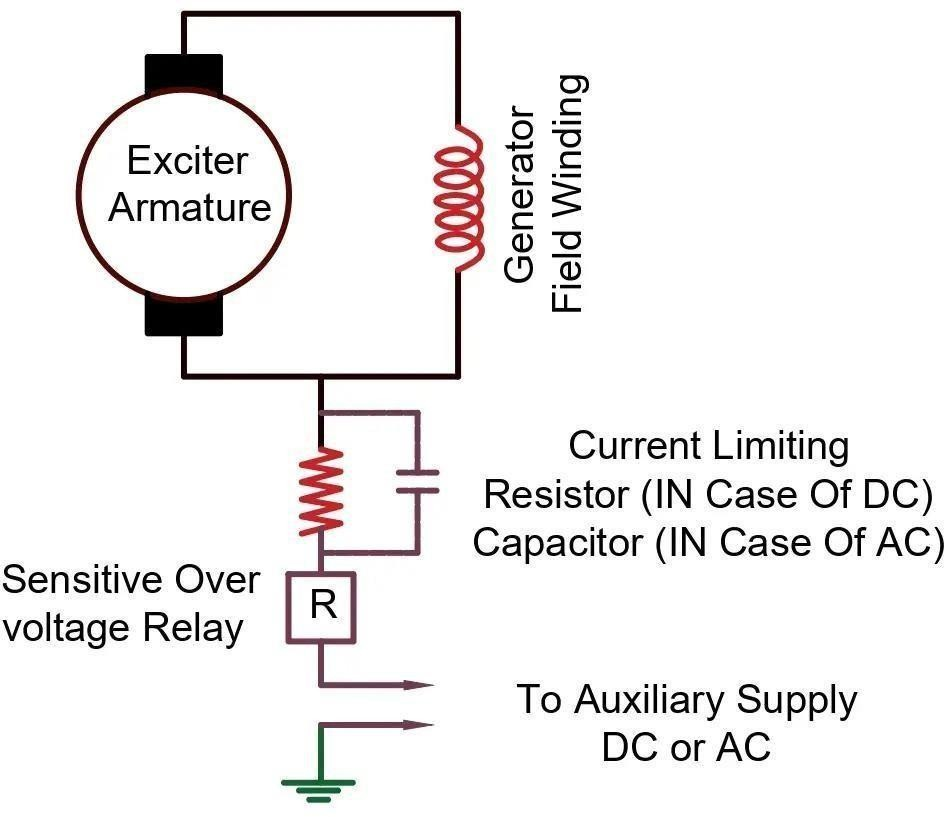 Exciter
Armature
Generator
Field Winding
Current Limiting
Resistor (IN Case Of DC)
Capacitor (IN Case Of AC)
Sensitive Over
voltage Relay
R
To Auxiliary Supply
DC or AC